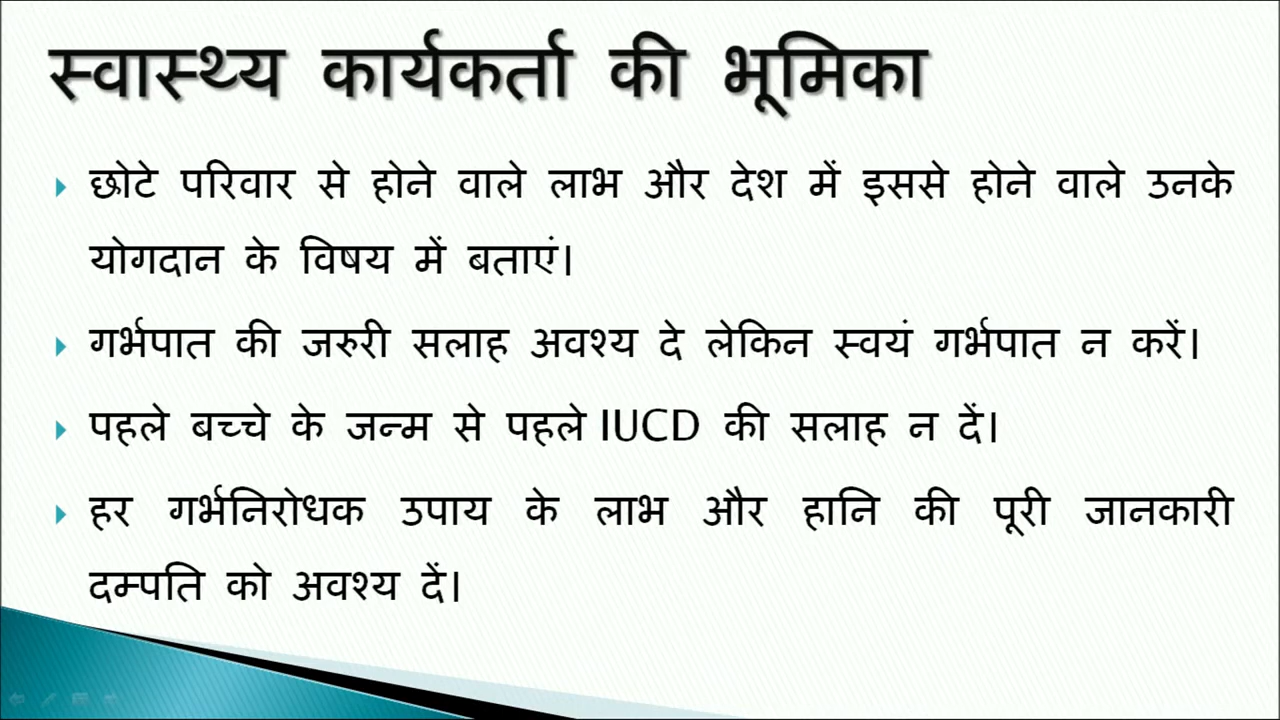 स्वास्थ्य कार्यकर्ता की भूमिका
छोटे परिवार से होने वाले लाभ और देश में इससे होने वाले उनके
योगदान के विषय में बताएं।
गर्भपात की जरुरी सलाह अवश्य दे लेकिन स्वयं गर्भपात न करें।
पहले बच्चे के जन्म से पहले IUCD की सलाह न दें।
हर गर्भनिरोधक उपाय के लाभ और हानि की पूरी जानकारी
दम्पति को अवश्य दें।